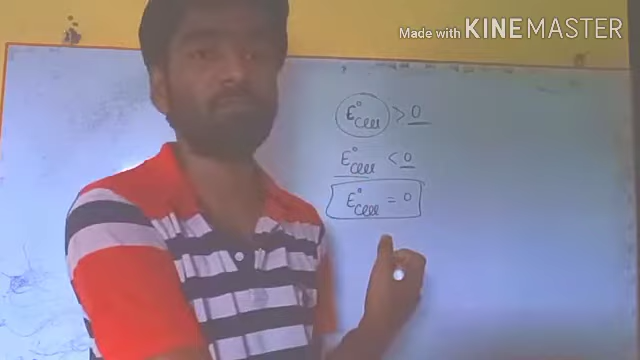 Made with KINEMASTER
E°cell > 0
E°cell < 0
E°cell = 0